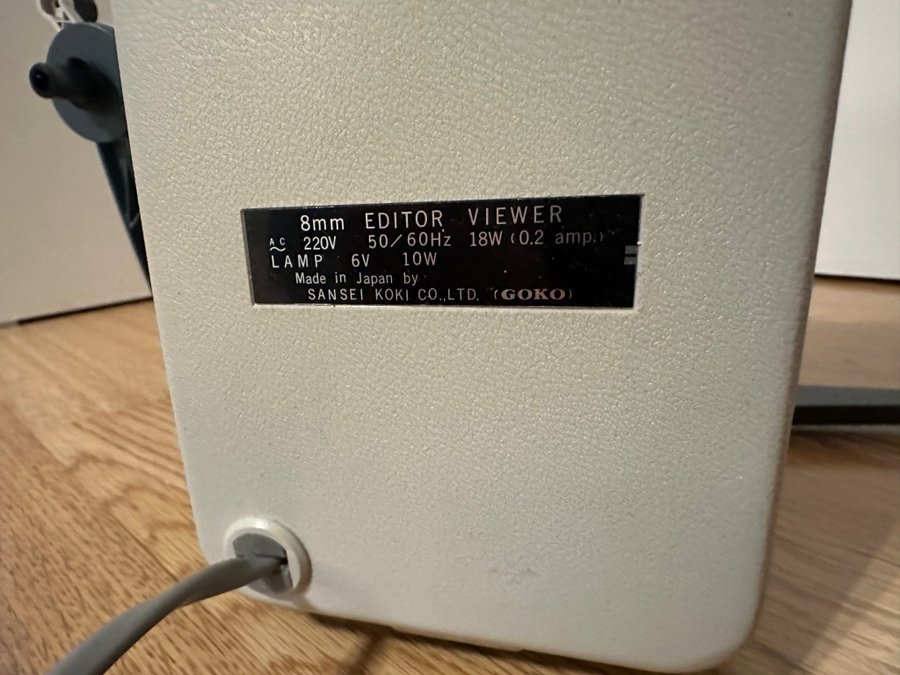 8mm EDITOR VIEWER
AC 220V 50/60Hz 18W (0.2 amp.)
LAMP 6V 10W
Made in Japan by
SANSEI KOKI CO.,LTD. (GOKO)